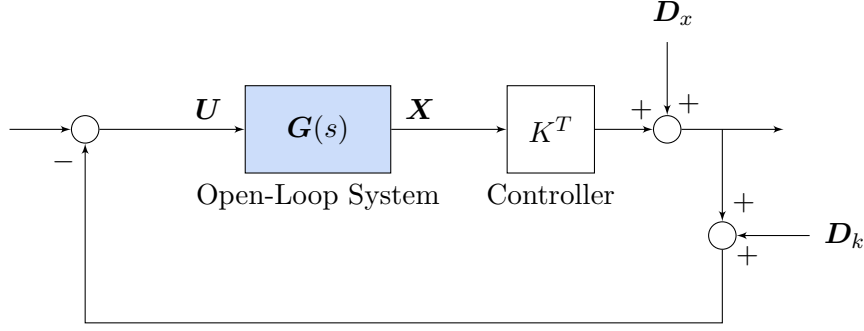 D_x
U
G(s)
X
K^T
+
+
−
Open-Loop System
Controller
+
D_k
+